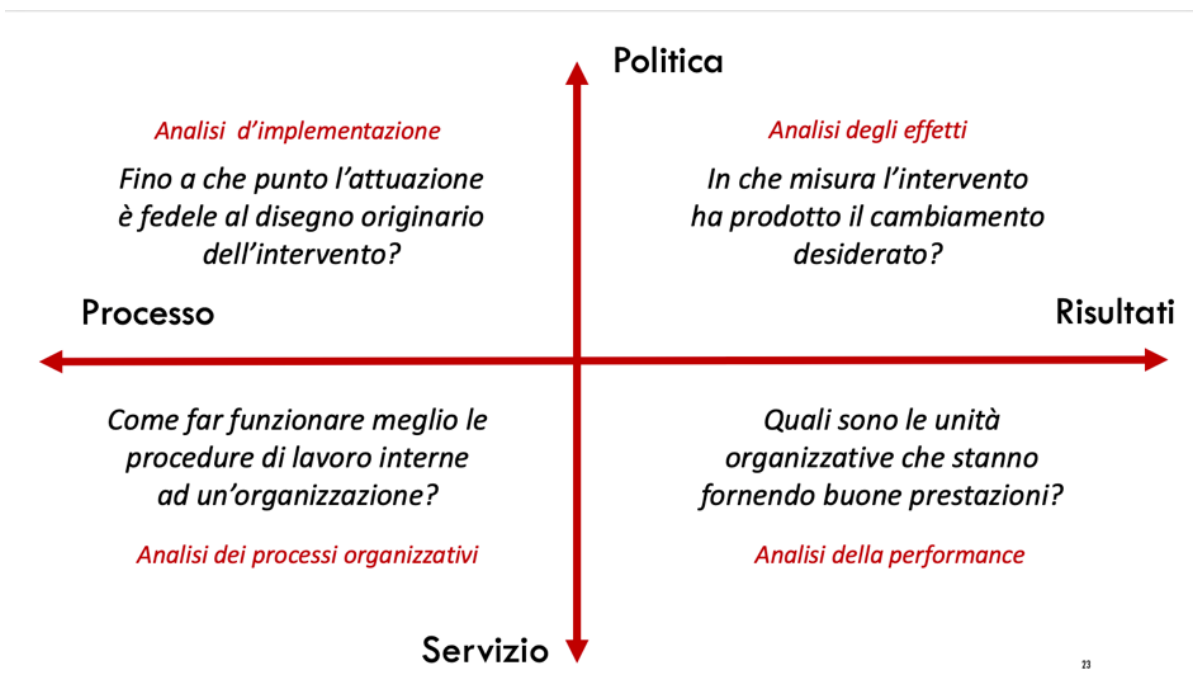 Politica
Analisi d'implementazione
Fino a che punto l'attuazione
è fedele al disegno originario
dell'intervento?
Analisi degli effetti
In che misura l'intervento
ha prodotto il cambiamento
desiderato?
Processo
Risultati
Come far funzionare meglio le
procedure di lavoro interne
ad un'organizzazione?
Analisi dei processi organizzativi
Quali sono le unità
organizzative che stanno
fornendo buone prestazioni?
Analisi della performance
Servizio
23